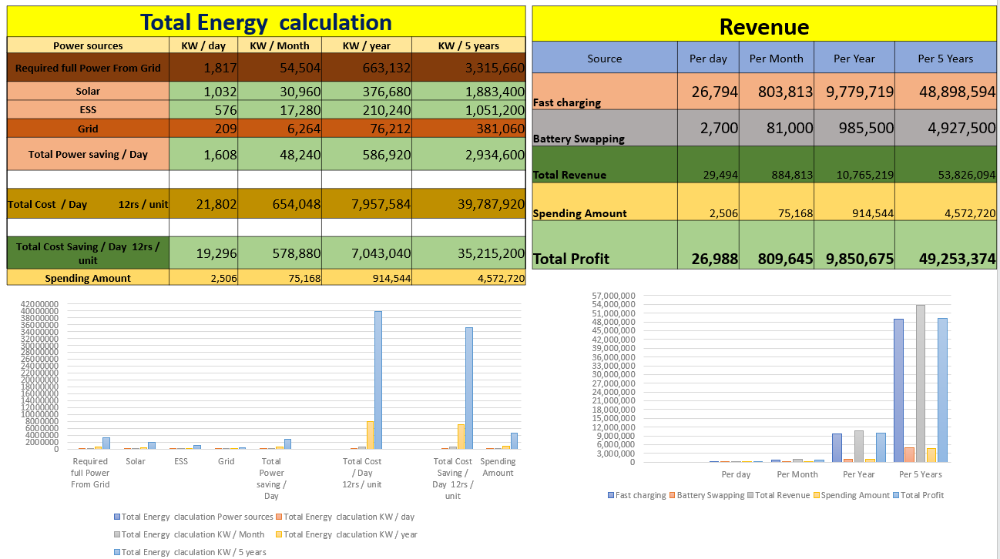 Total Energy  calculation
Power sources KW / day KW / Month KW / year KW / 5 years
Required full Power From Grid 1,817 54,504 663,132 3,315,660
Solar 1,032 30,960 376,680 1,883,400
ESS 576 17,280 210,240 1,051,200
Grid 209 6,264 76,212 381,060
Total Power saving / Day 1,608 48,240 586,920 2,934,600
Total Cost  / Day 12rs / unit 21,802 654,048 7,957,584 39,787,920
Total Cost Saving / Day  12rs /
unit 19,296 578,880 7,043,040 35,215,200
Spending Amount 2,506 75,168 914,544 4,572,720
Revenue
Source Per day Per Month Per Year Per 5 Years
Fast charging 26,794 803,813 9,779,719 48,898,594
Battery Swapping 2,700 81,000 985,500 4,927,500
Total Revenue 29,494 884,813 10,765,219 53,826,094
Spending Amount 2,506 75,168 914,544 4,572,720
Total Profit 26,988 809,645 9,850,675 49,253,374
42000000
40000000
38000000
36000000
34000000
32000000
30000000
28000000
26000000
24000000
22000000
20000000
18000000
16000000
14000000
12000000
10000000
8000000
6000000
4000000
2000000
0
Required
full Power
From Grid
Solar
ESS
Grid
Total
Power
saving /
Day
Total Cost
/ Day
12rs / unit
Total Cost
Saving /
Day  12rs /
unit
Spending
Amount
Total Energy  claculation Power sources
Total Energy  claculation KW / day
Total Energy  claculation KW / Month
Total Energy  claculation KW / year
Total Energy  claculation KW / 5 years
57,000,000
54,000,000
51,000,000
48,000,000
45,000,000
42,000,000
39,000,000
36,000,000
33,000,000
30,000,000
27,000,000
24,000,000
21,000,000
18,000,000
15,000,000
12,000,000
9,000,000
6,000,000
3,000,000
0
Per day Per Month Per Year Per 5 Years
Fast charging Battery Swapping Total Revenue Spending Amount Total Profit